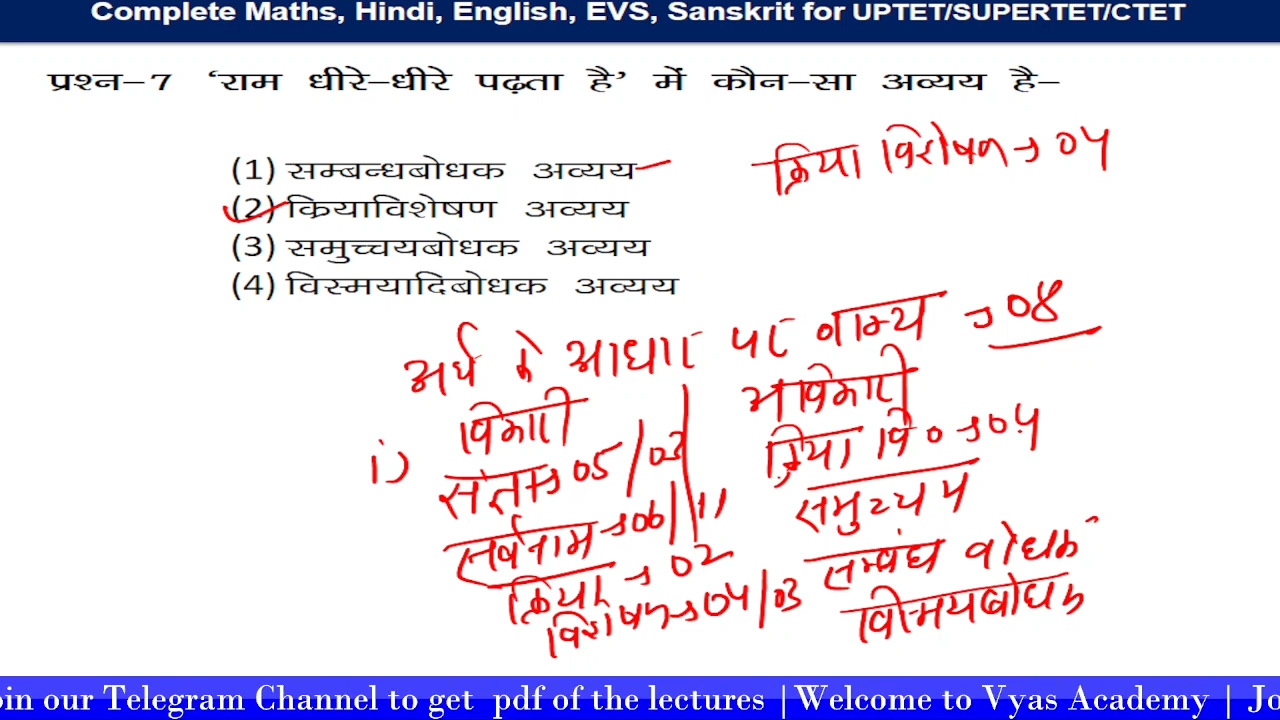 Complete Maths, Hindi, English, EVS, Sanskrit for UPTET/SUPERTET/CTET
प्रश्न-7 ‘राम धीरे-धीरे पढ़ता है’ में कौन-सा अव्यय है-
(1) सम्बन्धबोधक अव्यय
(2) कियाविशेषण अव्यय
(3) समुच्चयबोधक अव्यय
(4) विस्मयादिबोधक अव्यय
क्रिया विशेषण → 04
अर्थ के आधार पर वाक्य → 08
विकारी
i) संज्ञा → 05/03
सर्वनाम → 06/11
क्रिया → 02
विशेषण → 04/03
अविकारी
क्रिया वि० → 04
समुच्चय
सम्बंध बोधक
विस्मयबोधक
oin our Telegram Channel to get pdf of the lectures | Welcome to Vyas Academy | Jo